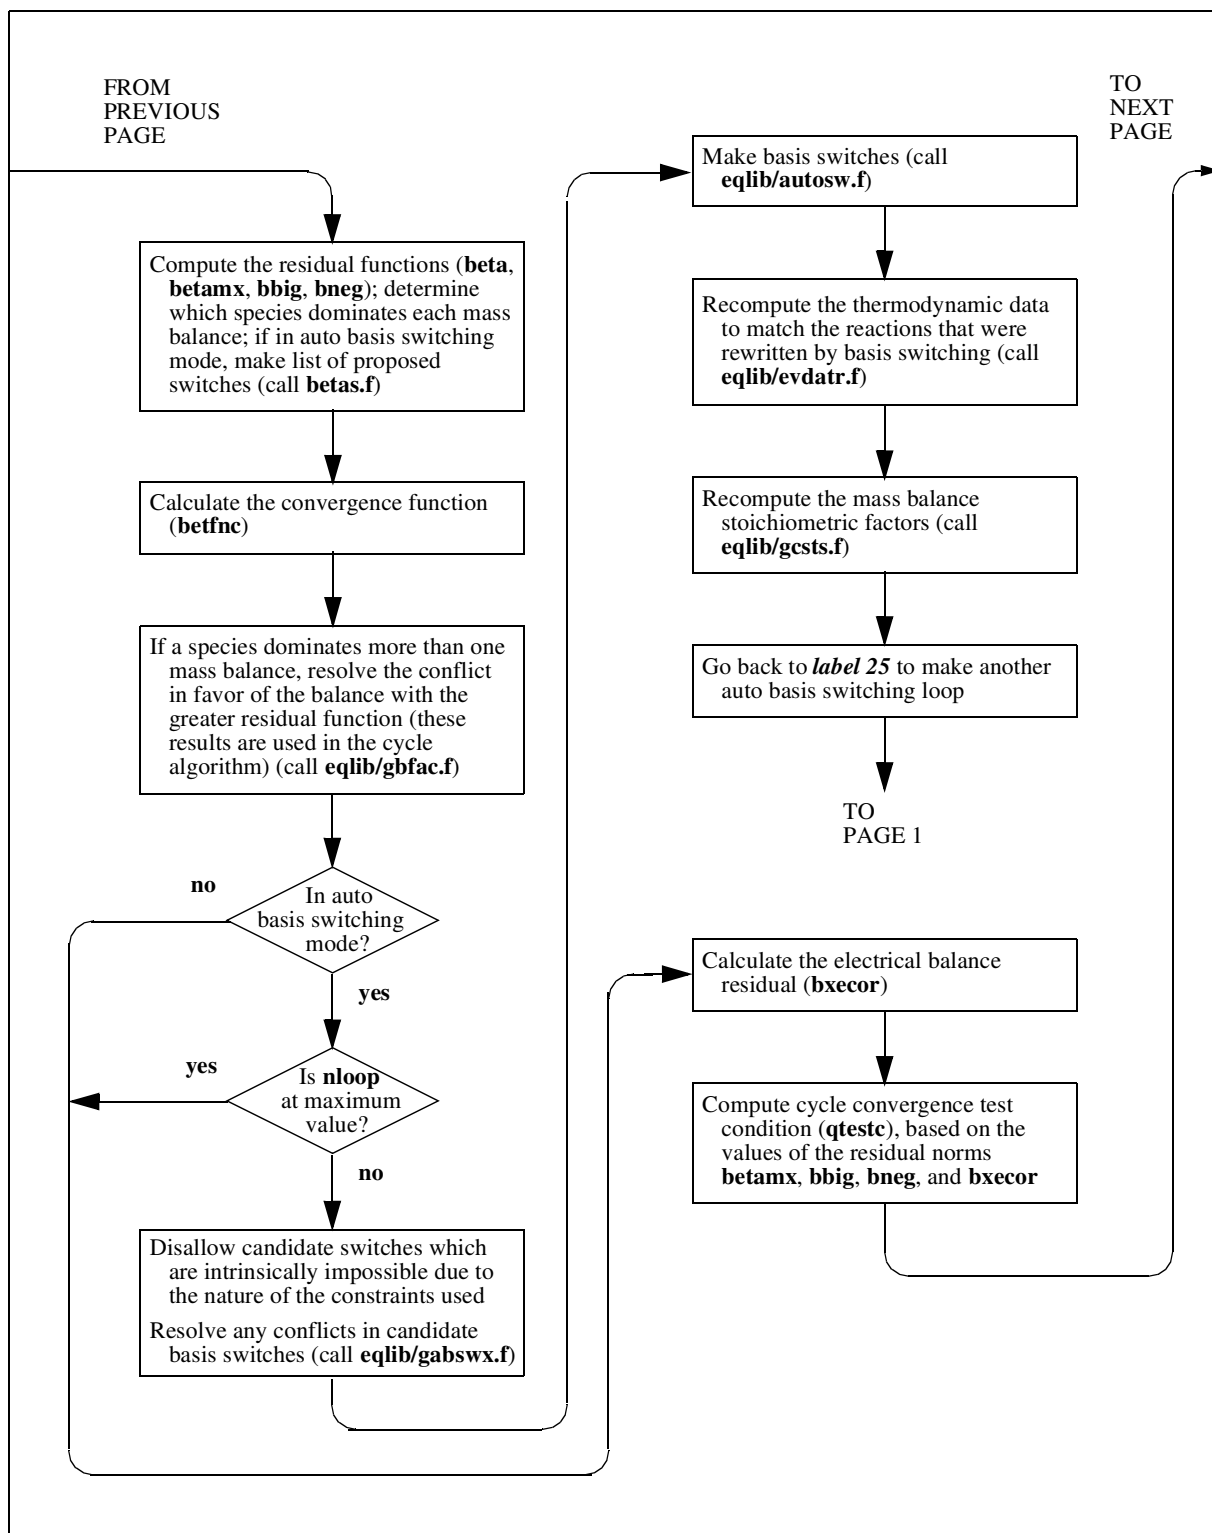 FROM
PREVIOUS
PAGE
Compute the residual functions (beta,
betamx, bbig, bneg); determine
which species dominates each mass
balance; if in auto basis switching
mode, make list of proposed
switches (call betas.f)
Calculate the convergence function
(betfnc)
If a species dominates more than one
mass balance, resolve the conflict
in favor of the balance with the
greater residual function (these
results are used in the cycle
algorithm) (call eqlib/gbfac.f)
no
In auto
basis switching
mode?
yes
yes
Is nloop
at maximum
value?
no
Disallow candidate switches which
are intrinsically impossible due to
the nature of the constraints used
Resolve any conflicts in candidate
basis switches (call eqlib/gabswx.f)
Make basis switches (call
eqlib/autosw.f)
Recompute the thermodynamic data
to match the reactions that were
rewritten by basis switching (call
eqlib/evdatr.f)
Recompute the mass balance
stoichiometric factors (call
eqlib/gcsts.f)
Go back to label 25 to make another
auto basis switching loop
TO
PAGE 1
Calculate the electrical balance
residual (bxecor)
Compute cycle convergence test
condition (qtestc), based on the
values of the residual norms
betamx, bbig, bneg, and bxecor
TO
NEXT
PAGE